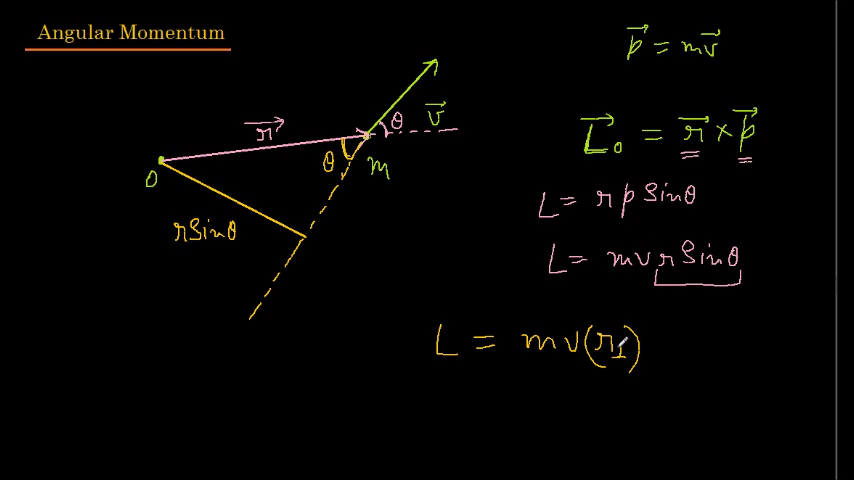 Angular Momentum
p⃗ = mv⃗
r⃗
θ
v⃗
θ
m
O
r sinθ
L⃗₀ = r⃗ × p⃗
L = r p sinθ
L = mv r sinθ
L = mv(r⊥)